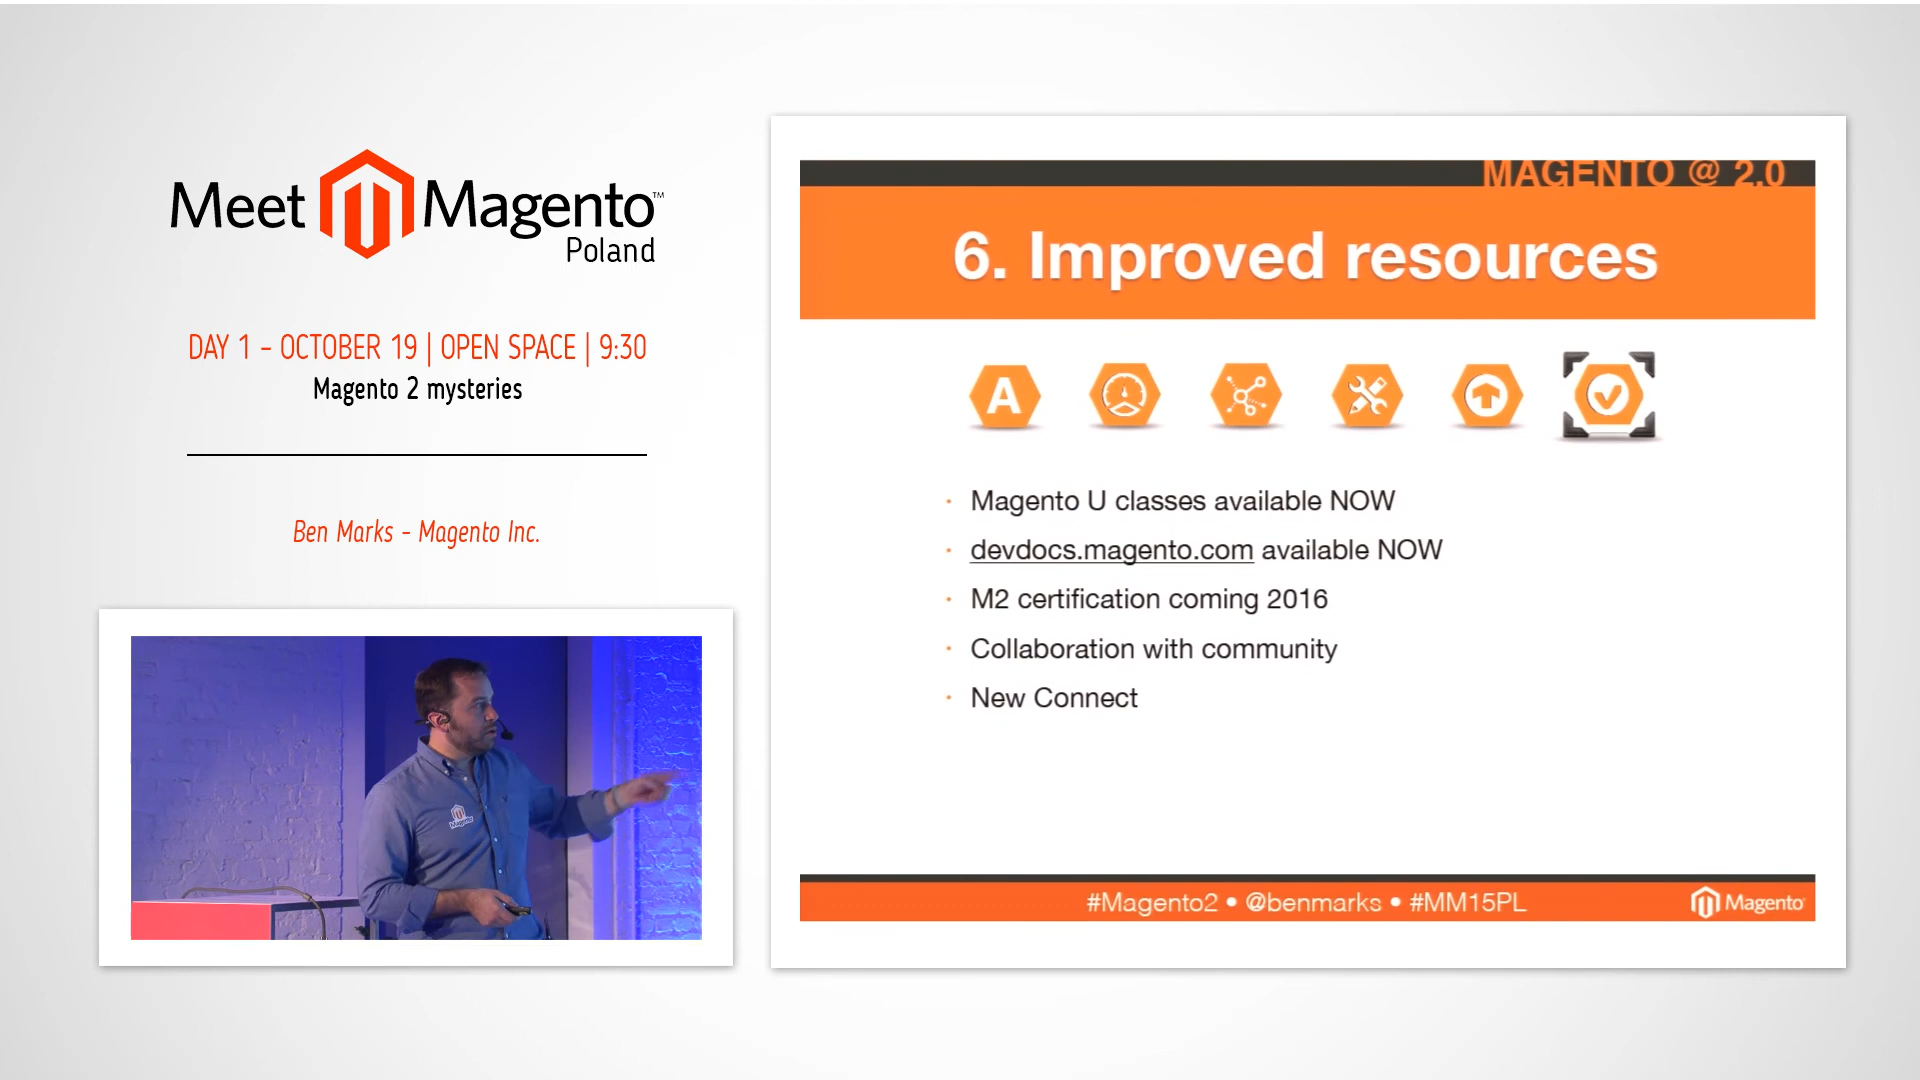 Meet Magento™
Poland
DAY 1 - OCTOBER 19 | OPEN SPACE | 9:30
Magento 2 mysteries
Ben Marks - Magento Inc.
Magento
MAGENTO @ 2.0
6. Improved resources
A
· Magento U classes available NOW
· devdocs.magento.com available NOW
· M2 certification coming 2016
· Collaboration with community
· New Connect
#Magento2 • @benmarks • #MM15PL
Magento